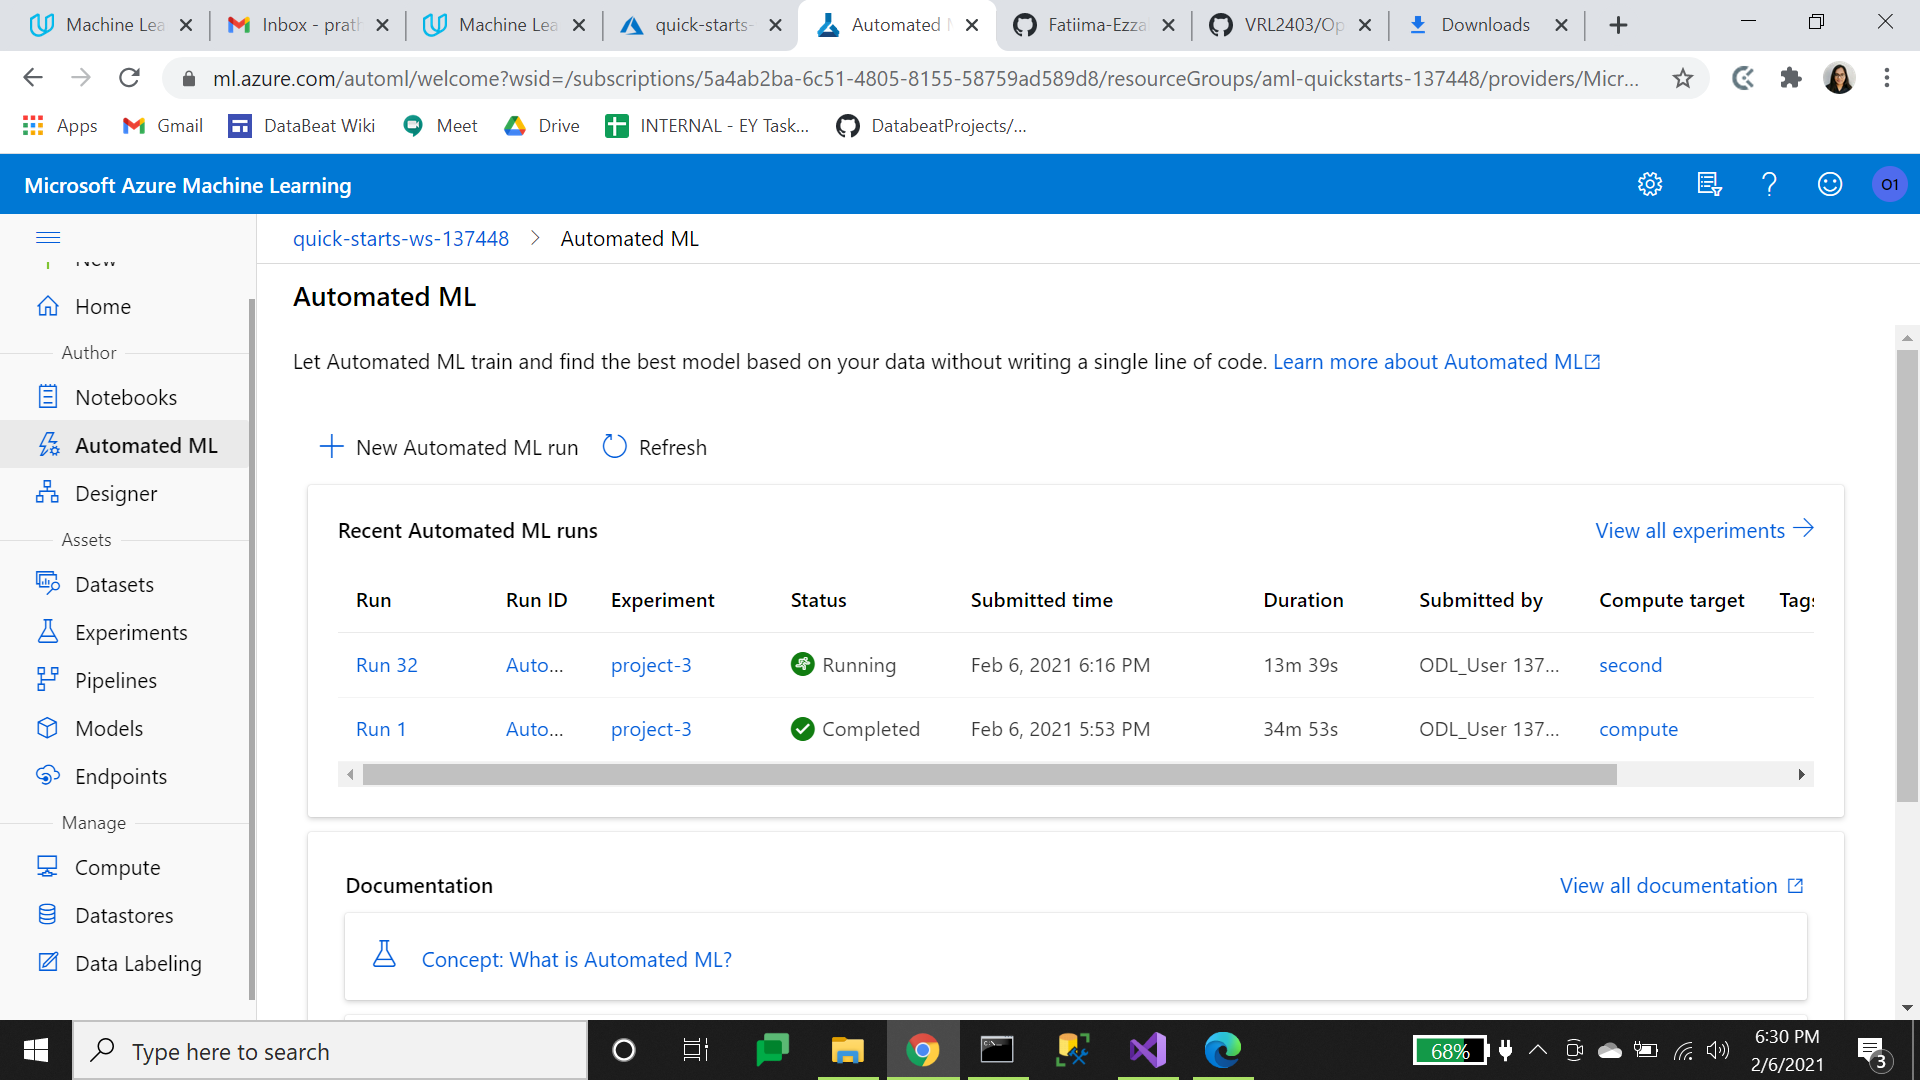 Machine Lea
Inbox - prath
Machine Lea
quick-starts-
Automated M
Fatiima-Ezza
VRL2403/Op
Downloads
ml.azure.com/automl/welcome?wsid=/subscriptions/5a4ab2ba-6c51-4805-8155-58759ad589d8/resourceGroups/aml-quickstarts-137448/providers/Micr...
Apps
Gmail
DataBeat Wiki
Meet
Drive
INTERNAL - EY Task...
DatabeatProjects/...
Microsoft Azure Machine Learning
O1
quick-starts-ws-137448 > Automated ML
New
Home
Author
Notebooks
Automated ML
Designer
Assets
Datasets
Experiments
Pipelines
Models
Endpoints
Manage
Compute
Datastores
Data Labeling
Automated ML
Let Automated ML train and find the best model based on your data without writing a single line of code. Learn more about Automated ML
New Automated ML run
Refresh
Recent Automated ML runs
View all experiments
Run Run ID Experiment Status Submitted time Duration Submitted by Compute target Tags
Run 32 Auto... project-3 Running Feb 6, 2021 6:16 PM 13m 39s ODL_User 137... second
Run 1 Auto... project-3 Completed Feb 6, 2021 5:53 PM 34m 53s ODL_User 137... compute
Documentation
View all documentation
Concept: What is Automated ML?
Type here to search
68%
6:30 PM
2/6/2021
3